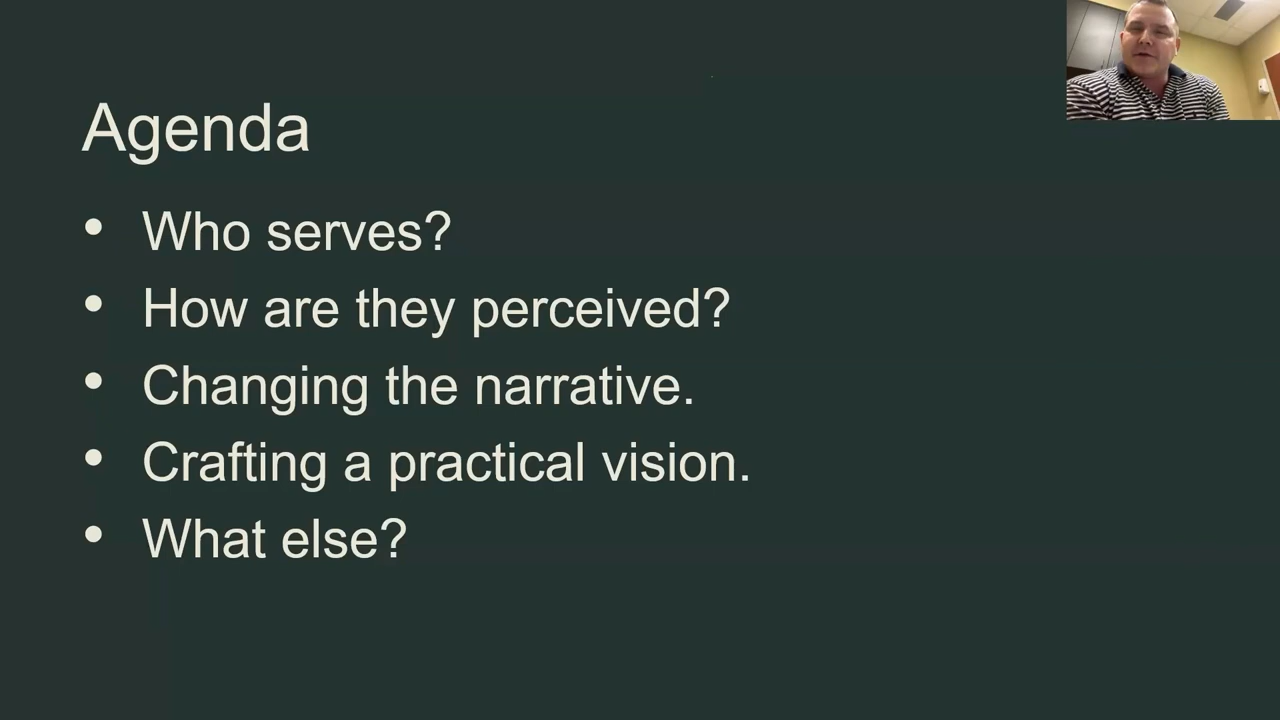 Agenda
• Who serves?
• How are they perceived?
• Changing the narrative.
• Crafting a practical vision.
• What else?